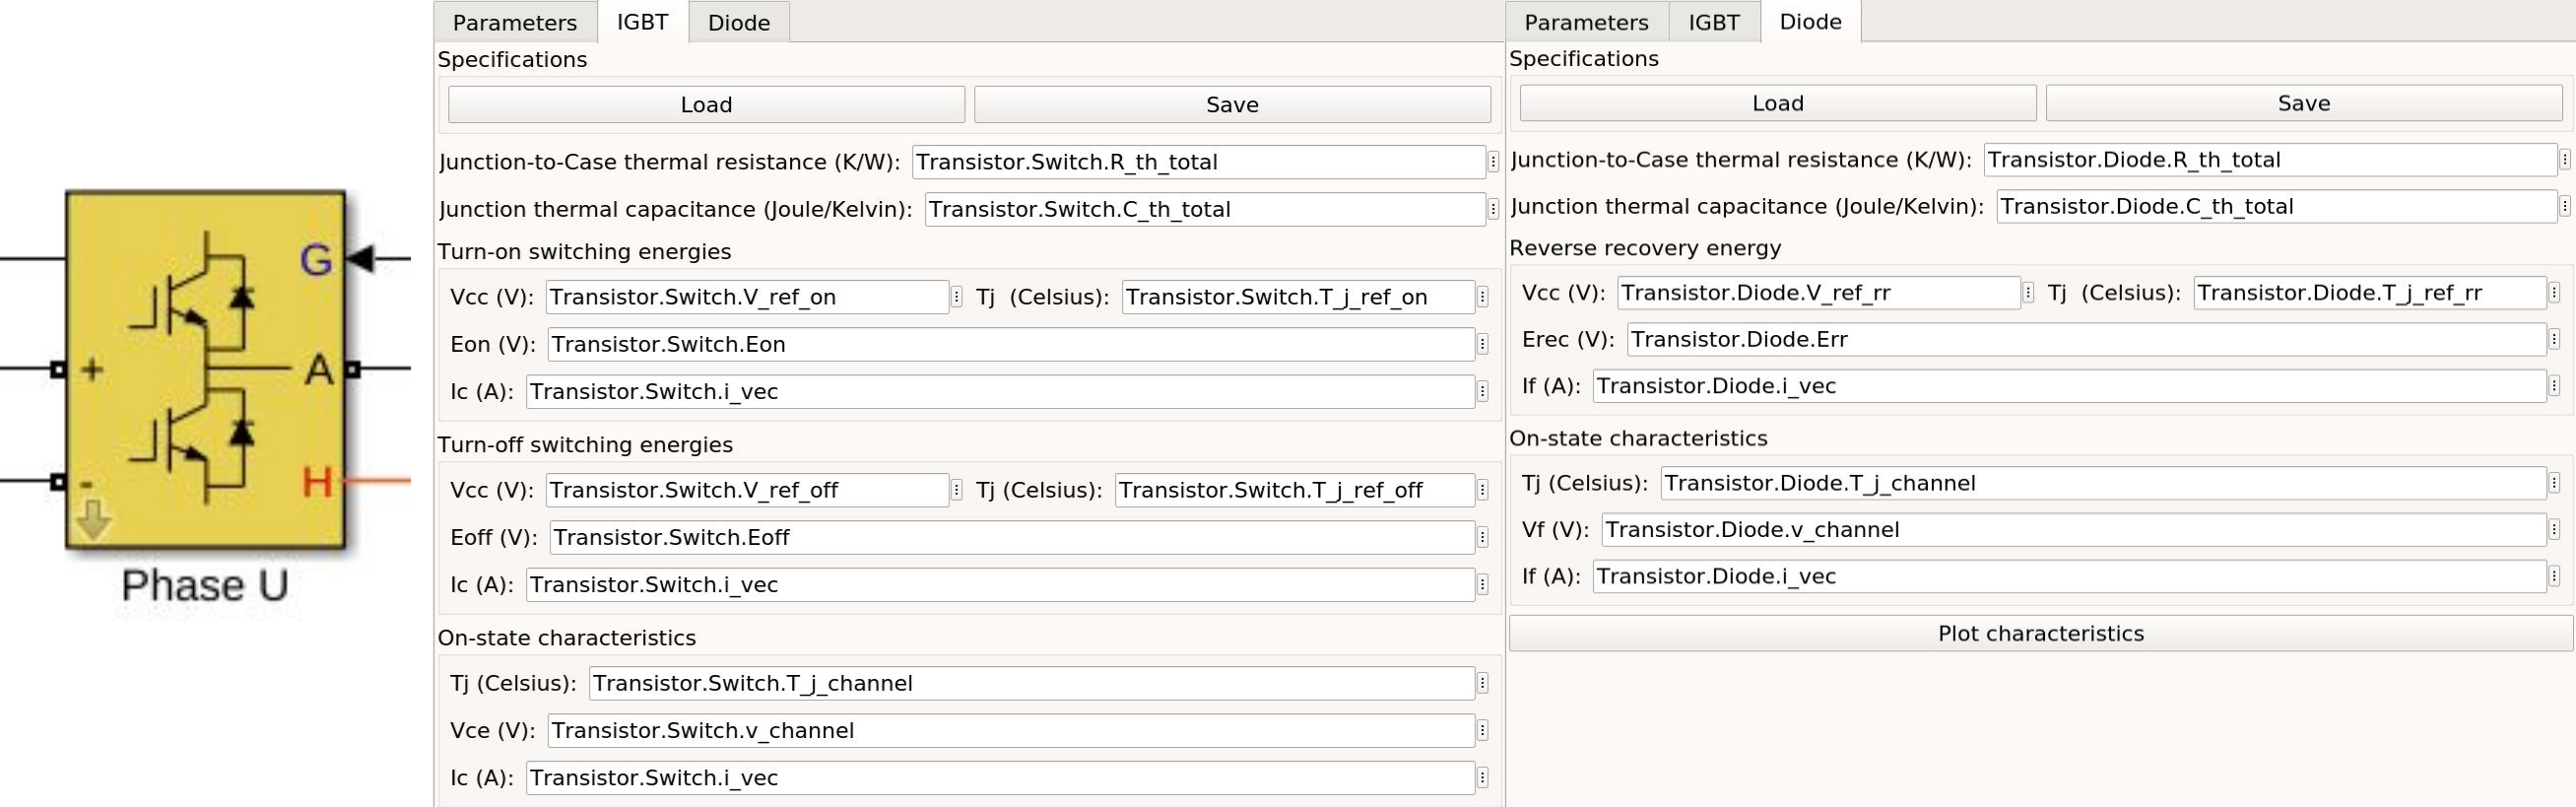 G
+
A
-
H
Phase U
Parameters IGBT Diode
Specifications
Load Save
Junction-to-Case thermal resistance (K/W): Transistor.Switch.R_th_total
Junction thermal capacitance (Joule/Kelvin): Transistor.Switch.C_th_total
Turn-on switching energies
Vcc (V): Transistor.Switch.V_ref_on Tj (Celsius): Transistor.Switch.T_j_ref_on
Eon (V): Transistor.Switch.Eon
Ic (A): Transistor.Switch.i_vec
Turn-off switching energies
Vcc (V): Transistor.Switch.V_ref_off Tj (Celsius): Transistor.Switch.T_j_ref_off
Eoff (V): Transistor.Switch.Eoff
Ic (A): Transistor.Switch.i_vec
On-state characteristics
Tj (Celsius): Transistor.Switch.T_j_channel
Vce (V): Transistor.Switch.v_channel
Ic (A): Transistor.Switch.i_vec
Parameters IGBT Diode
Specifications
Load Save
Junction-to-Case thermal resistance (K/W): Transistor.Diode.R_th_total
Junction thermal capacitance (Joule/Kelvin): Transistor.Diode.C_th_total
Reverse recovery energy
Vcc (V): Transistor.Diode.V_ref_rr Tj (Celsius): Transistor.Diode.T_j_ref_rr
Erec (V): Transistor.Diode.Err
If (A): Transistor.Diode.i_vec
On-state characteristics
Tj (Celsius): Transistor.Diode.T_j_channel
Vf (V): Transistor.Diode.v_channel
If (A): Transistor.Diode.i_vec
Plot characteristics